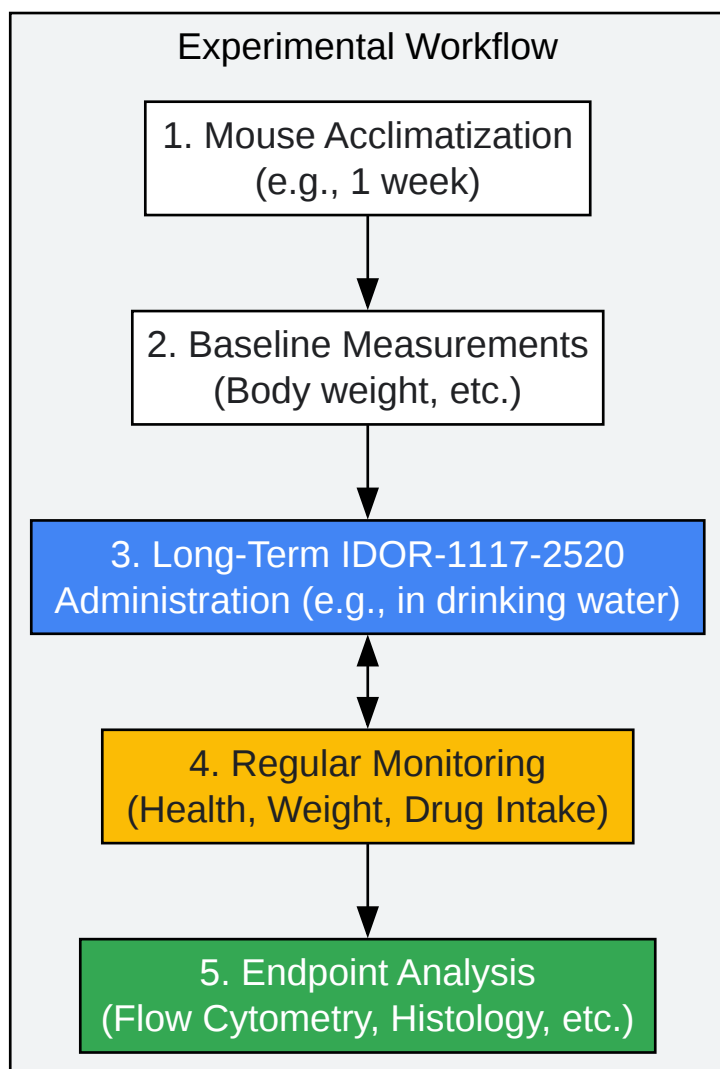 Experimental Workflow
1. Mouse Acclimatization
(e.g., 1 week)
2. Baseline Measurements
(Body weight, etc.)
3. Long-Term IDOR-1117-2520
Administration (e.g., in drinking water)
4. Regular Monitoring
(Health, Weight, Drug Intake)
5. Endpoint Analysis
(Flow Cytometry, Histology, etc.)